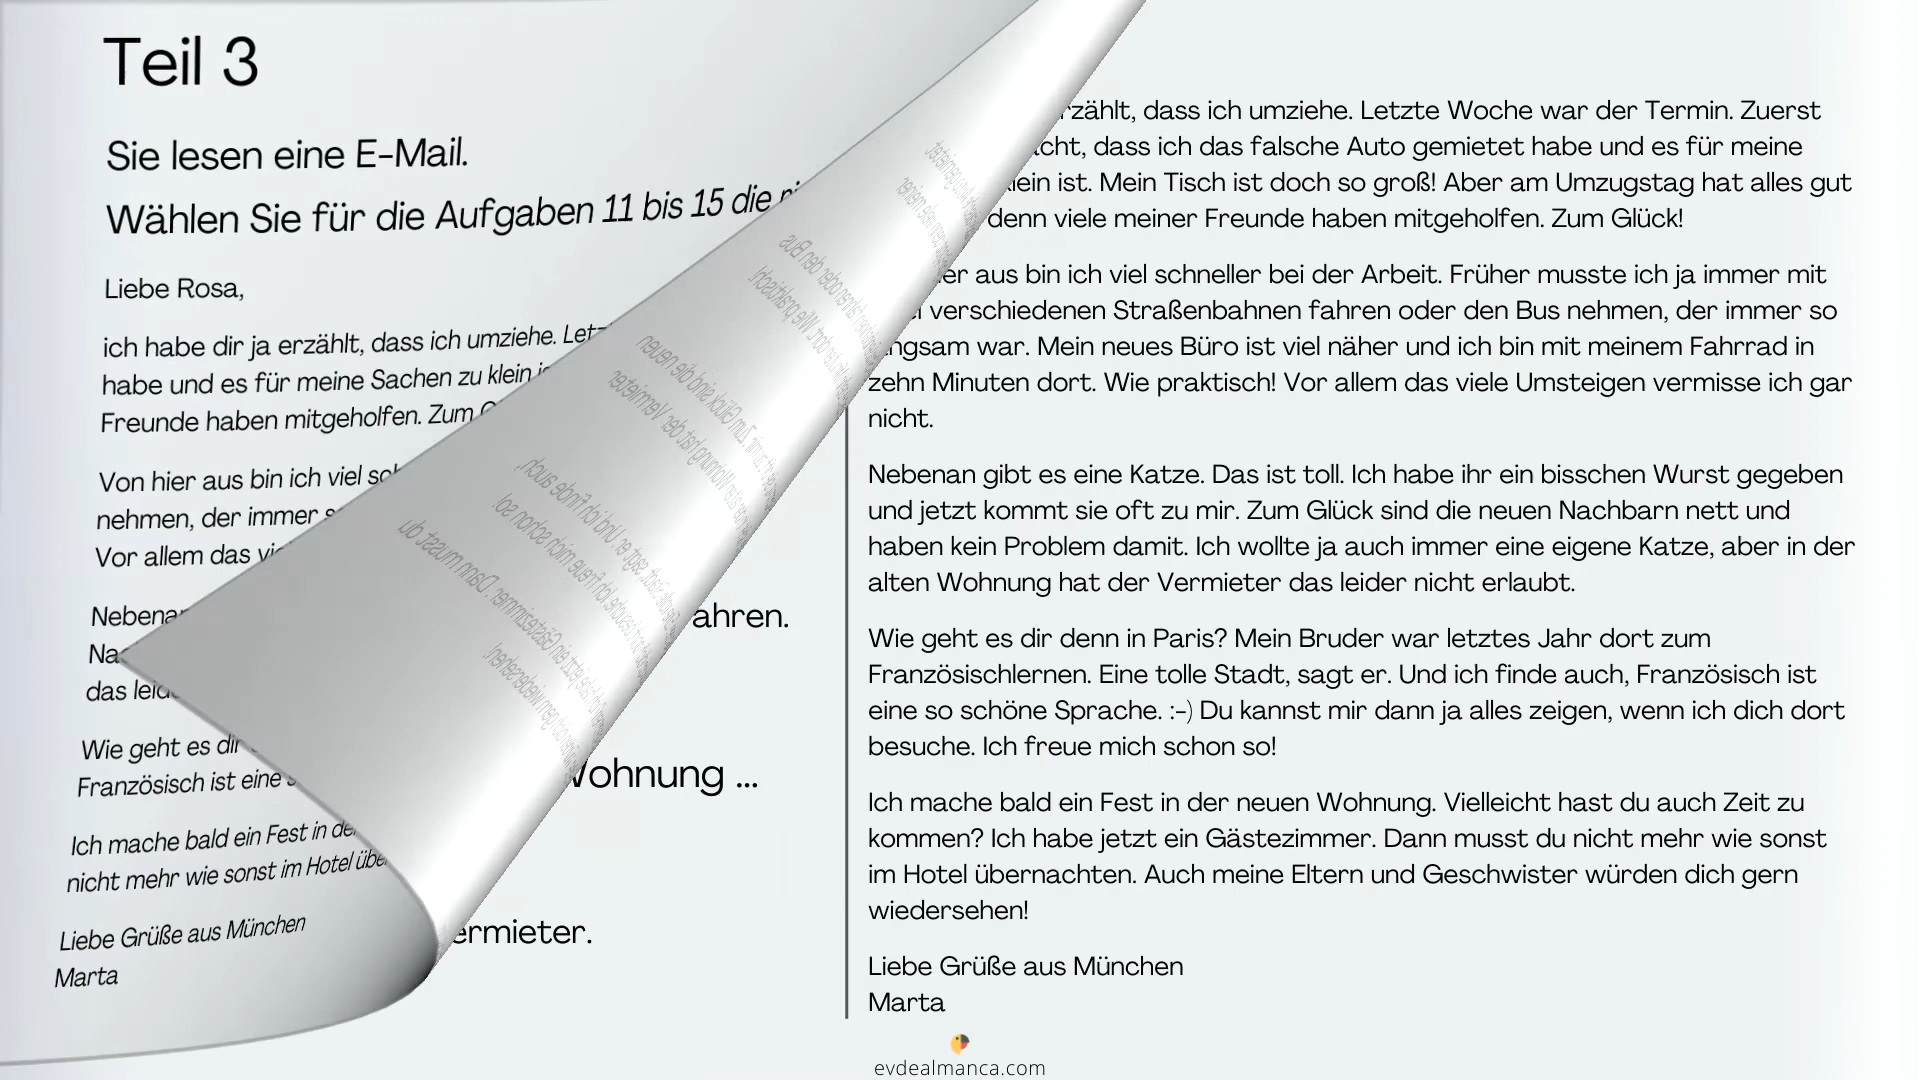 Teil 3
Sie lesen eine E-Mail.
Wählen Sie für die Aufgaben 11 bis 15 die
Liebe Rosa,
ich habe dir ja erzählt, dass ich umziehe.
habe und es für meine Sachen zu klein
Freunde haben mitgeholfen. Zum
Von hier aus bin ich viel
nehmen, der immer
Vor allem das
das
Wie geht es dir
Französisch ist eine
Ich mache bald ein Fest in
nicht mehr wie sonst im Hotel
Liebe Grüße aus München
Marta
ahren.
Wohnung ...
ermieter.
rzählt, dass ich umziehe. Letzte Woche war der Termin. Zuerst
cht, dass ich das falsche Auto gemietet habe und es für meine
klein ist. Mein Tisch ist doch so groß! Aber am Umzugstag hat alles gut
denn viele meiner Freunde haben mitgeholfen. Zum Glück!
er aus bin ich viel schneller bei der Arbeit. Früher musste ich ja immer mit
verschiedenen Straßenbahnen fahren oder den Bus nehmen, der immer so
ngsam war. Mein neues Büro ist viel näher und ich bin mit meinem Fahrrad in
zehn Minuten dort. Wie praktisch! Vor allem das viele Umsteigen vermisse ich gar
nicht.
Nebenan gibt es eine Katze. Das ist toll. Ich habe ihr ein bisschen Wurst gegeben
und jetzt kommt sie oft zu mir. Zum Glück sind die neuen Nachbarn nett und
haben kein Problem damit. Ich wollte ja auch immer eine eigene Katze, aber in der
alten Wohnung hat der Vermieter das leider nicht erlaubt.
Wie geht es dir denn in Paris? Mein Bruder war letztes Jahr dort zum
Französischlernen. Eine tolle Stadt, sagt er. Und ich finde auch, Französisch ist
eine so schöne Sprache. :-) Du kannst mir dann ja alles zeigen, wenn ich dich dort
besuche. Ich freue mich schon so!
Ich mache bald ein Fest in der neuen Wohnung. Vielleicht hast du auch Zeit zu
kommen? Ich habe jetzt ein Gästezimmer. Dann musst du nicht mehr wie sonst
im Hotel übernachten. Auch meine Eltern und Geschwister würden dich gern
wiedersehen!
Liebe Grüße aus München
Marta
evdealmanca.com